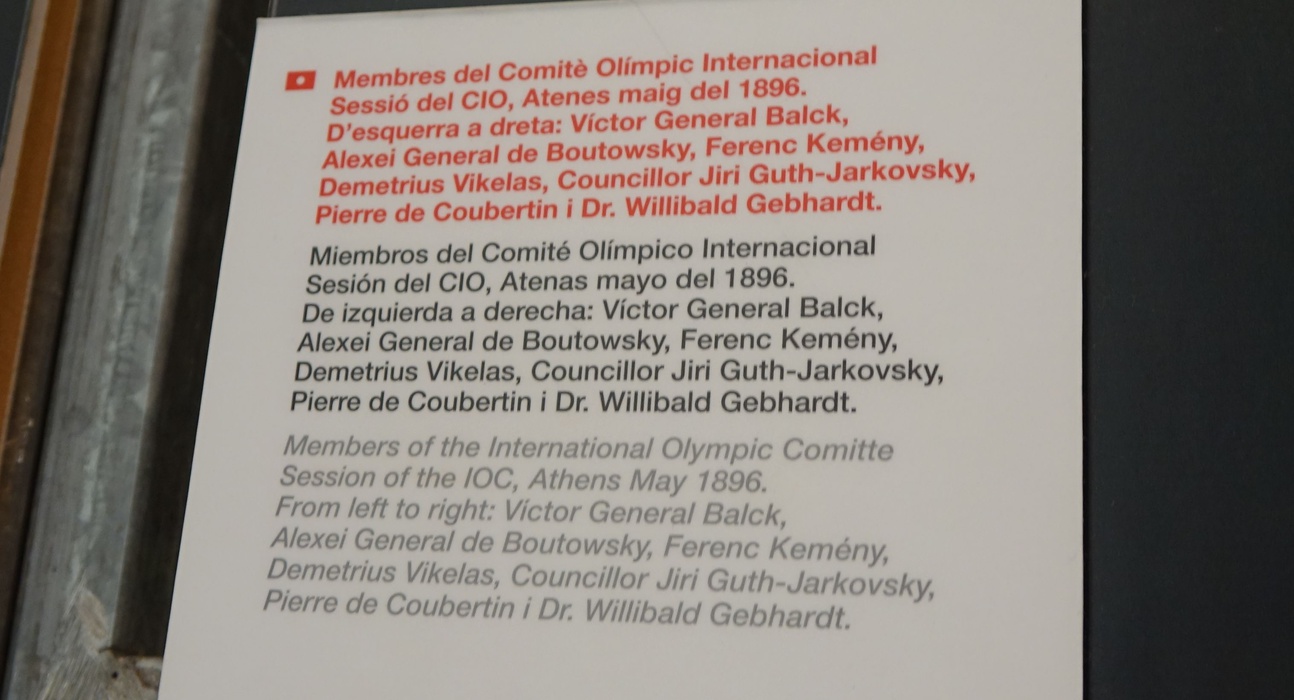 Membres del Comitè Olímpic Internacional
Sessió del CIO, Atenes maig del 1896.
D'esquerra a dreta: Víctor General Balck,
Alexei General de Boutowsky, Ferenc Kemény,
Demetrius Vikelas, Councillor Jiri Guth-Jarkovsky,
Pierre de Coubertin i Dr. Willibald Gebhardt.
Miembros del Comité Olímpico Internacional
Sesión del CIO, Atenas mayo del 1896.
De izquierda a derecha: Víctor General Balck,
Alexei General de Boutowsky, Ferenc Kemény,
Demetrius Vikelas, Councillor Jiri Guth-Jarkovsky,
Pierre de Coubertin i Dr. Willibald Gebhardt.
Members of the International Olympic Comitte
Session of the IOC, Athens May 1896.
From left to right: Víctor General Balck,
Alexei General de Boutowsky, Ferenc Kemény,
Demetrius Vikelas, Councillor Jiri Guth-Jarkovsky,
Pierre de Coubertin i Dr. Willibald Gebhardt.